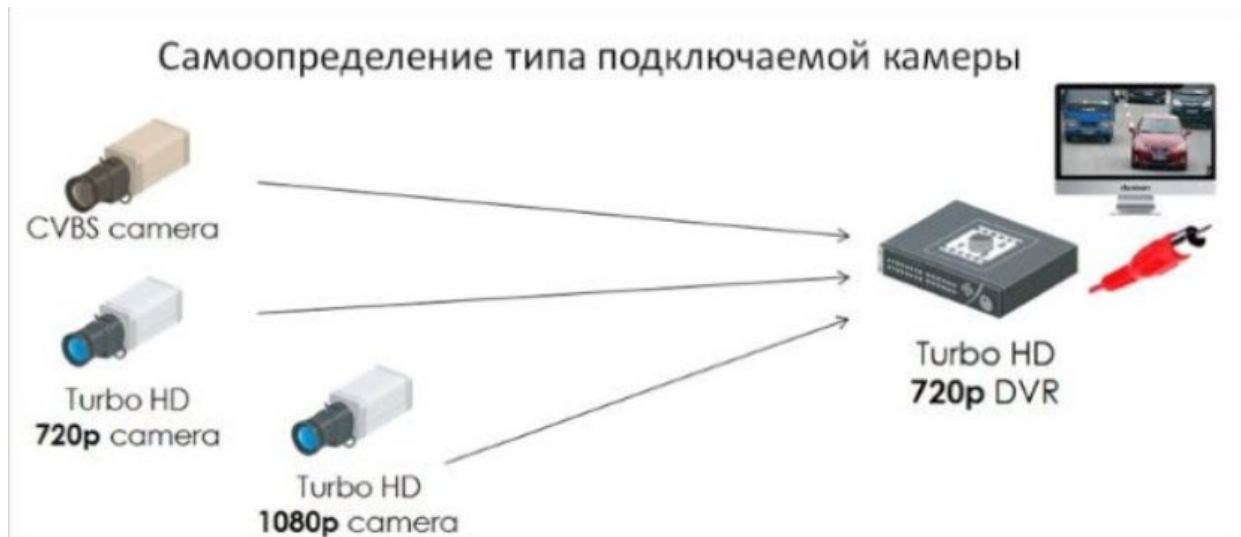 Самоопределение типа подключаемой камеры
CVBS camera
Turbo HD
720p camera
Turbo HD
1080p camera
Turbo HD
720p DVR